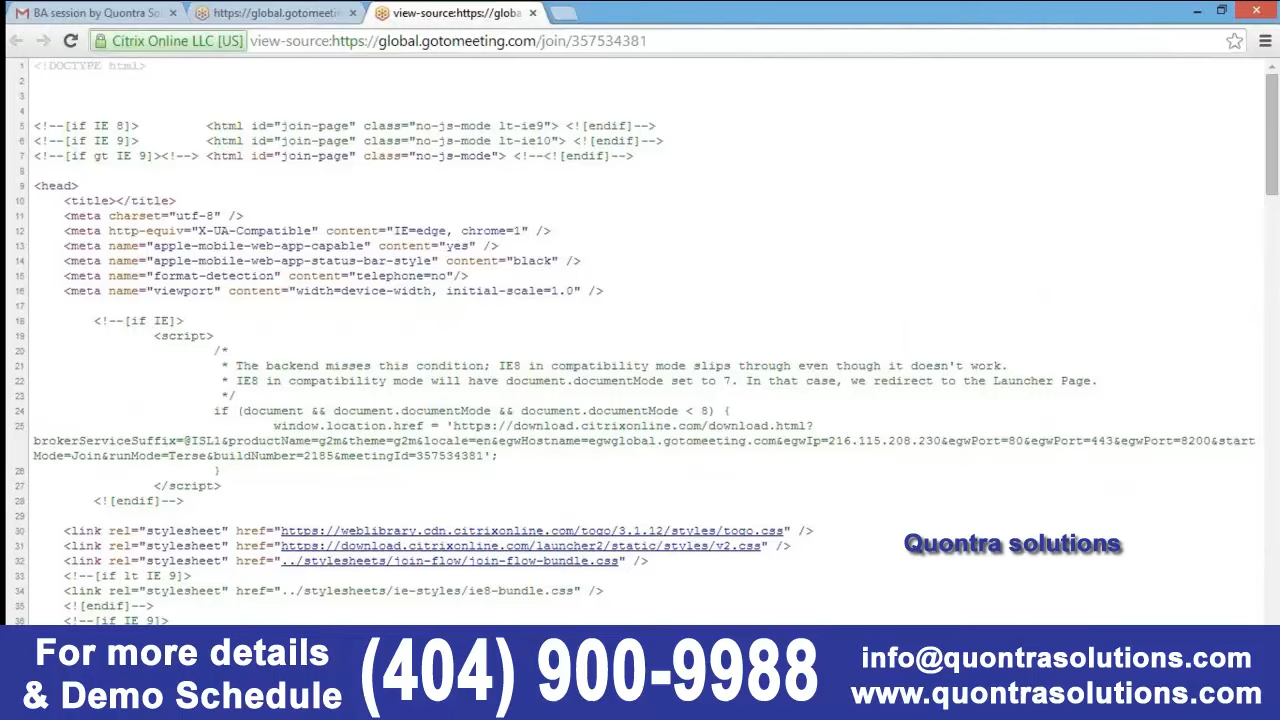 BA session by Quontra So
https://global.gotomeeti
view-source:https://globa
Citrix Online LLC [US] view-source:https://global.gotomeeting.com/join/357534381
1 <!DOCTYPE html>
2
3
4
5 <!--[if IE 8]> <html id="join-page" class="no-js-mode lt-ie9"> <![endif]-->
6 <!--[if IE 9]> <html id="join-page" class="no-js-mode lt-ie10"> <![endif]-->
7 <!--[if gt IE 9]><!--> <html id="join-page" class="no-js-mode"> <!--<![endif]-->
8
9 <head>
10 <title></title>
11 <meta charset="utf-8" />
12 <meta http-equiv="X-UA-Compatible" content="IE=edge, chrome=1" />
13 <meta name="apple-mobile-web-app-capable" content="yes" />
14 <meta name="apple-mobile-web-app-status-bar-style" content="black" />
15 <meta name="format-detection" content="telephone=no"/>
16 <meta name="viewport" content="width=device-width, initial-scale=1.0" />
17
18 <!--[if IE]>
19 <script>
20 /*
21 * The backend misses this condition; IE8 in compatibility mode slips through even though it doesn't work.
22 * IE8 in compatibility mode will have document.documentMode set to 7. In that case, we redirect to the Launcher Page.
23 */
24 if (document && document.documentMode && document.documentMode < 8) {
25 window.location.href = 'https://download.citrixonline.com/download.html?
brokerServiceSuffix=@ISL1&productName=g2m&theme=g2m&locale=en&egwHostname=egwglobal.gotomeeting.com&egwIp=216.115.208.230&egwPort=80&egwPort=443&egwPort=8200&start
Mode=Join&runMode=Terse&buildNumber=2185&meetingId=357534381';
26 }
27 </script>
28 <![endif]-->
30 <link rel="stylesheet" href="https://weblibrary.cdn.citrixonline.com/togo/3.1.12/styles/togo.css" />
31 <link rel="stylesheet" href="https://download.citrixonline.com/launcher2/static/styles/v2.css" />
32 <link rel="stylesheet" href="../stylesheets/join-flow/join-flow-bundle.css" />
33 <!--[if lt IE 9]>
34 <link rel="stylesheet" href="../stylesheets/ie-styles/ie8-bundle.css" />
35 <![endif]-->
36 <!--[if IE 9]>
Quontra solutions
For more details
& Demo Schedule
(404) 900-9988
info@quontrasolutions.com
www.quontrasolutions.com